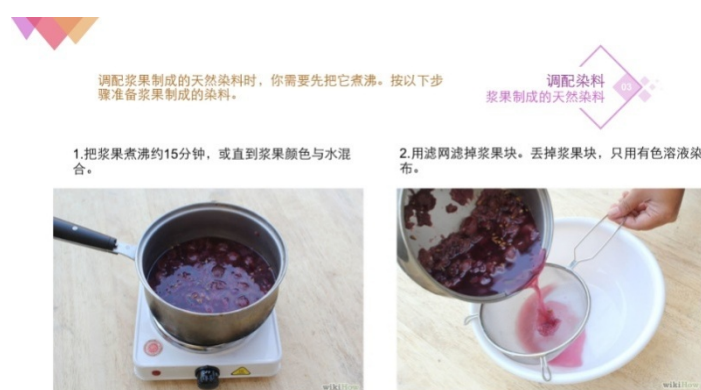 调配浆果制成的天然染料时，你需要先把它煮沸。按以下步
骤准备浆果制成的染料。
调配染料
浆果制成的天然染料
03
1.把浆果煮沸约15分钟，或直到浆果颜色与水混
合。
2.用滤网滤掉浆果块。丢掉浆果块，只用有色溶液染
布。
wikiHow
wikiHow